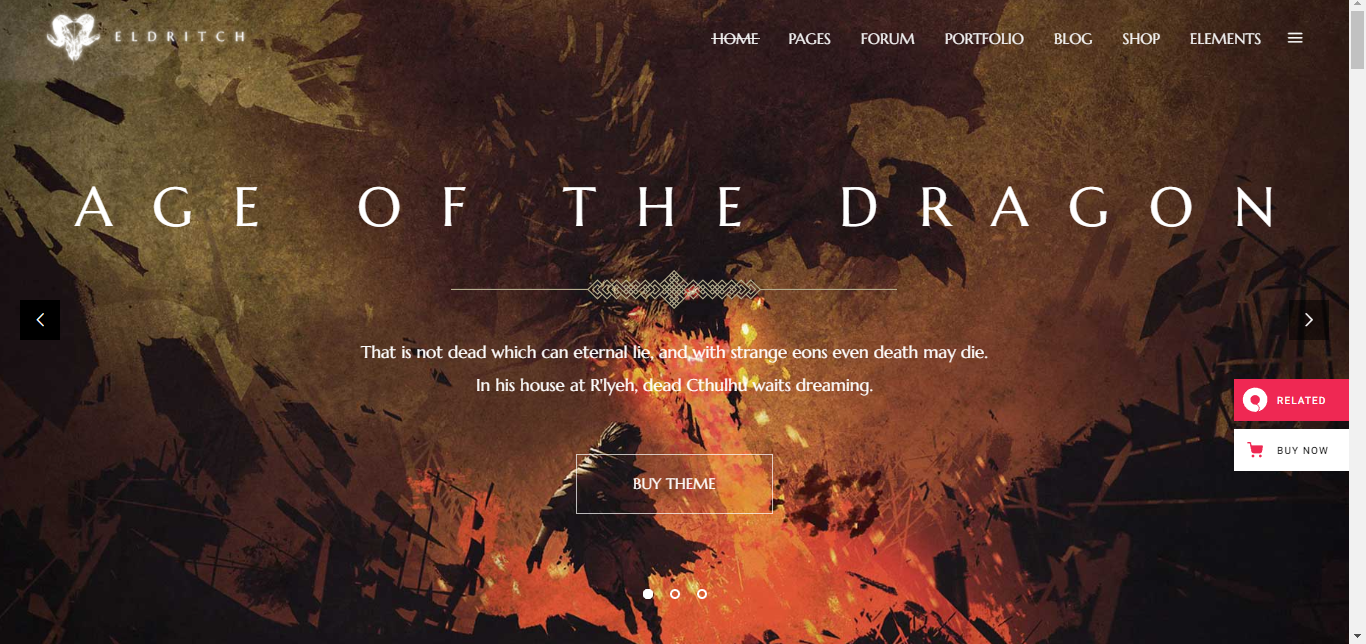 ELDRITCH
HOME PAGES FORUM PORTFOLIO BLOG SHOP ELEMENTS
AGE OF THE DRAGON
That is not dead which can eternal lie, and with strange eons even death may die.
In his house at R'lyeh, dead Cthulhu waits dreaming.
RELATED
BUY NOW
BUY THEME